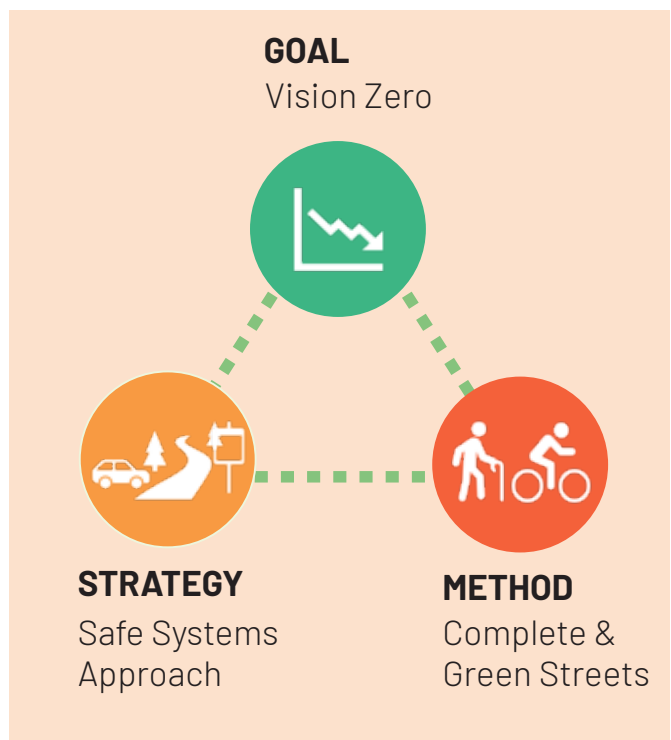 GOAL
Vision Zero
STRATEGY
Safe Systems
Approach
METHOD
Complete &
Green Streets